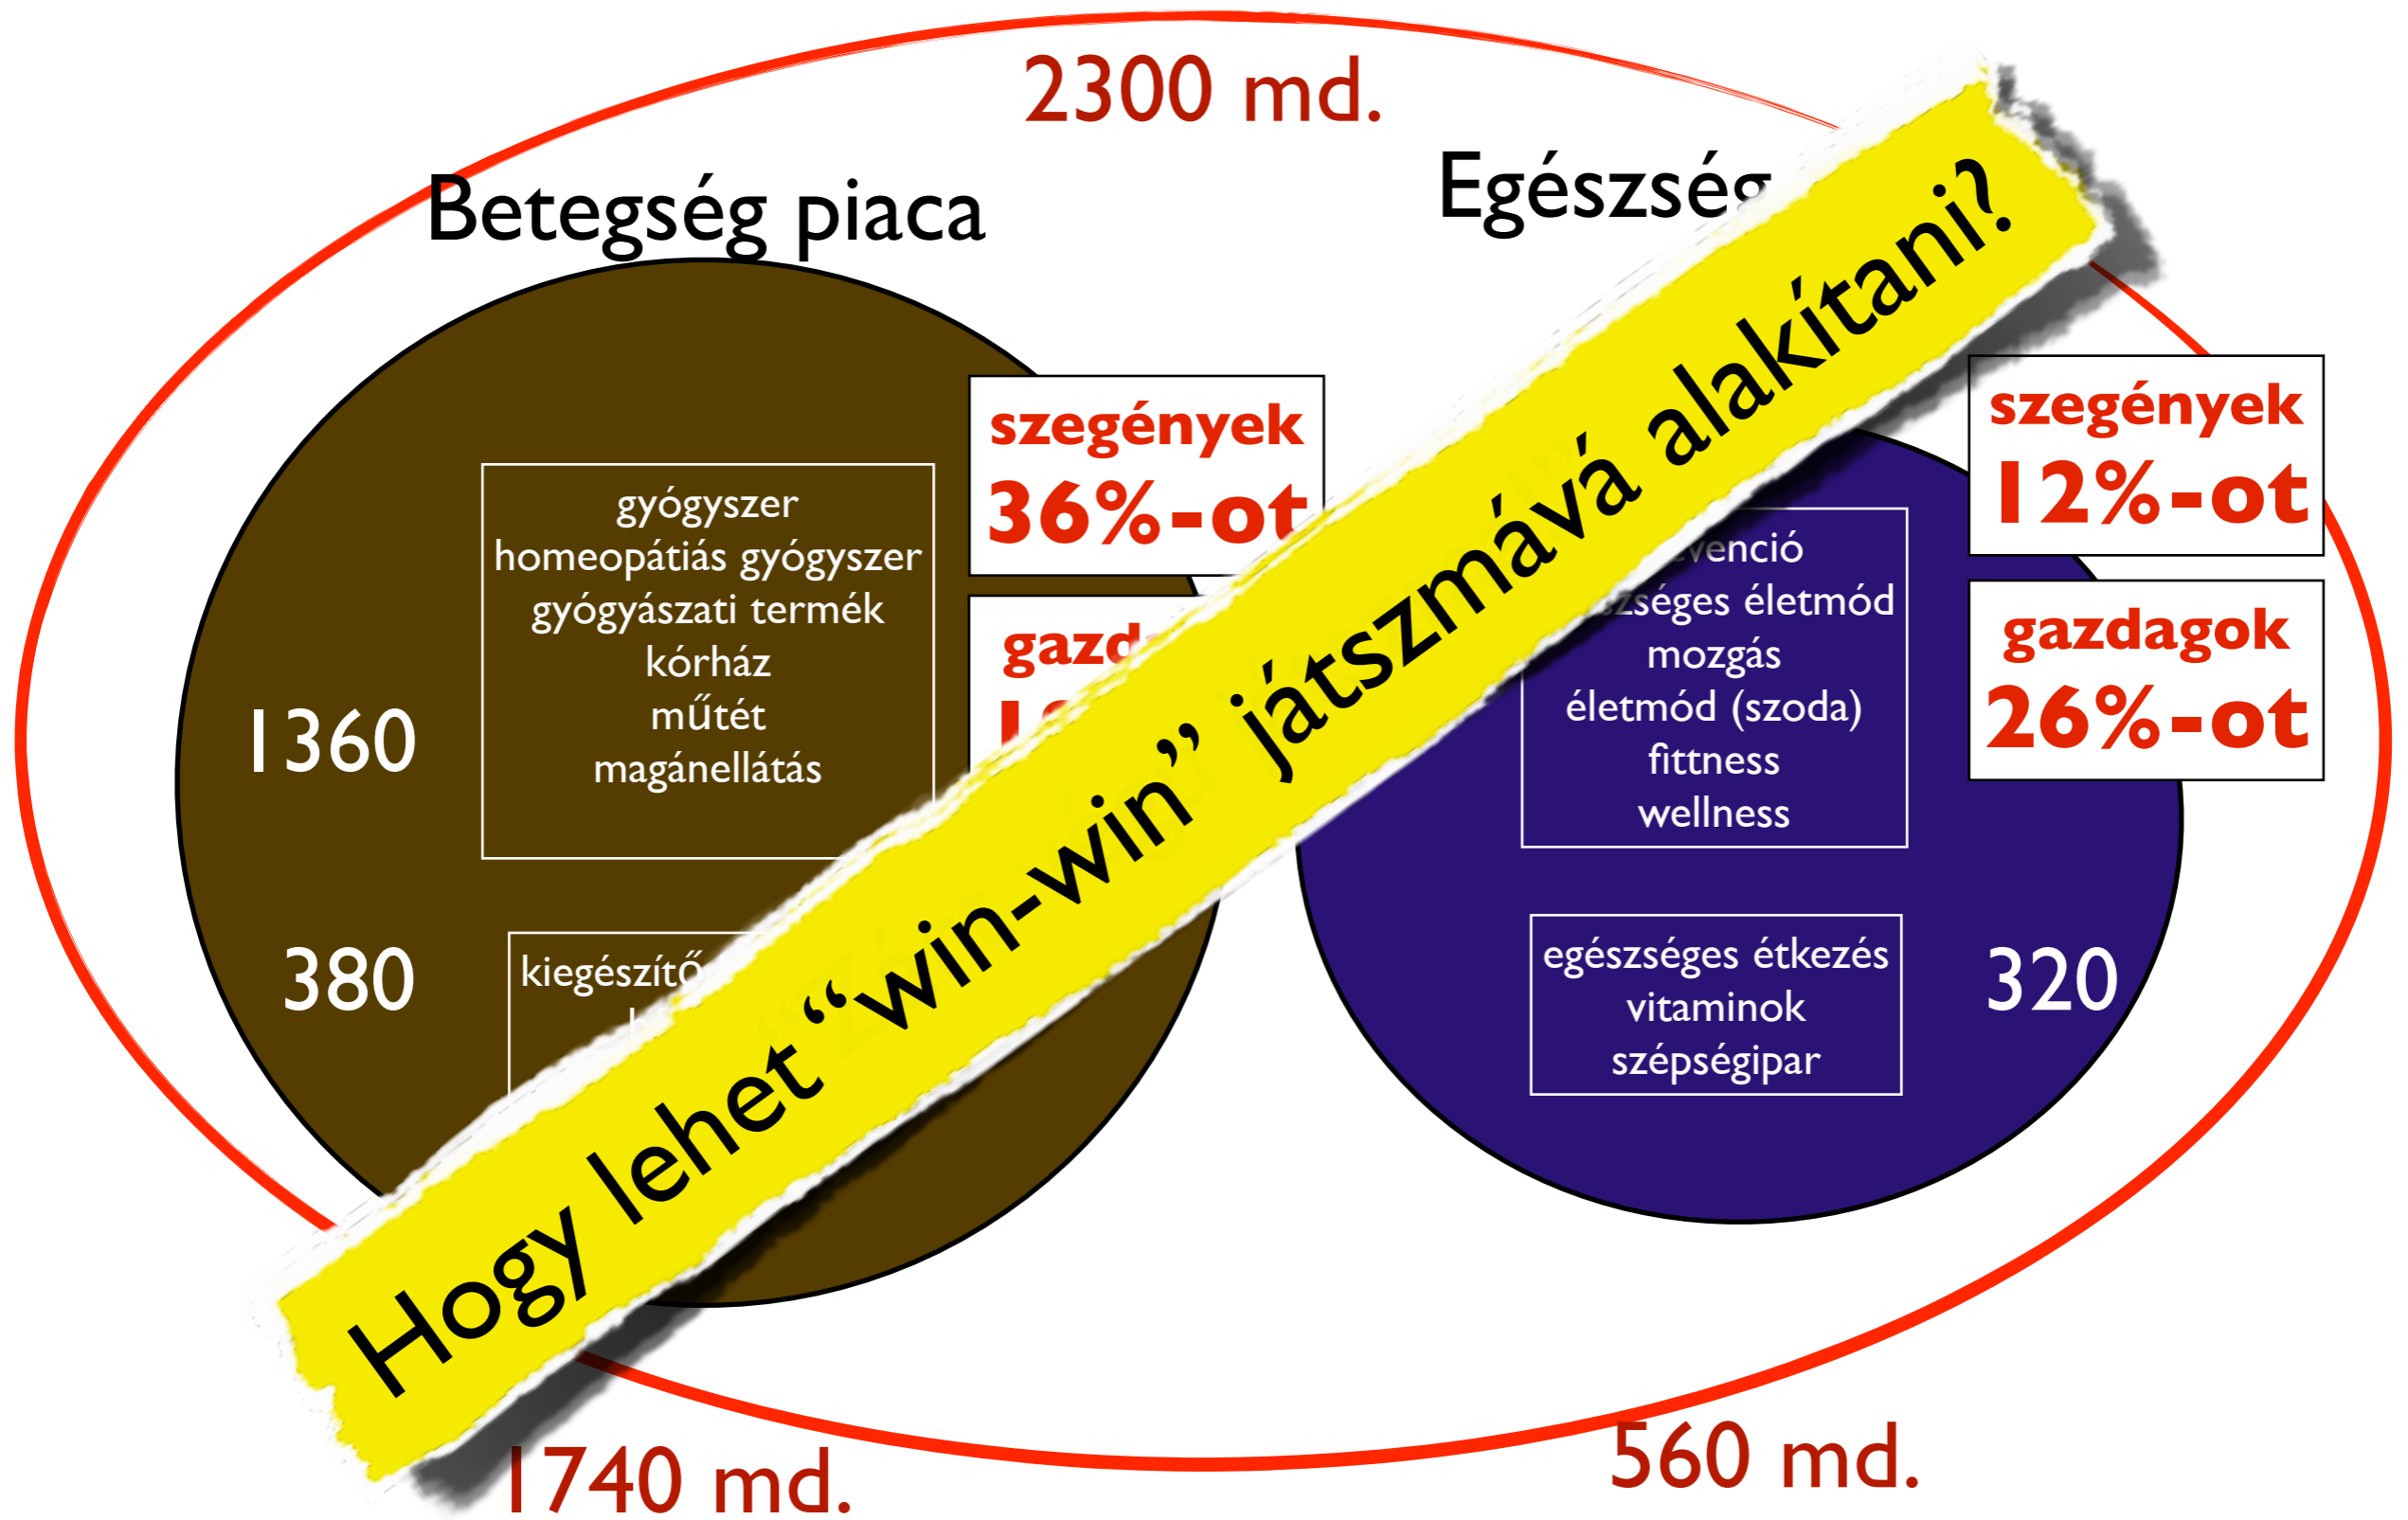 2300 md.
Betegség piaca
Egészség
szegények
36%-ot
gyógyszer
homeopátiás gyógyszer
gyógyászati termék
kórház
műtét
magánellátás
1360
380
kiegészítő
Hogy lehet “win-win” játszmává alakítani?
szegények
12%-ot
gazdagok
26%-ot
mozgás
életmód
életmód (szoda)
fittness
wellness
egészséges étkezés
vitaminok
szépségipar
320
1740 md.
560 md.